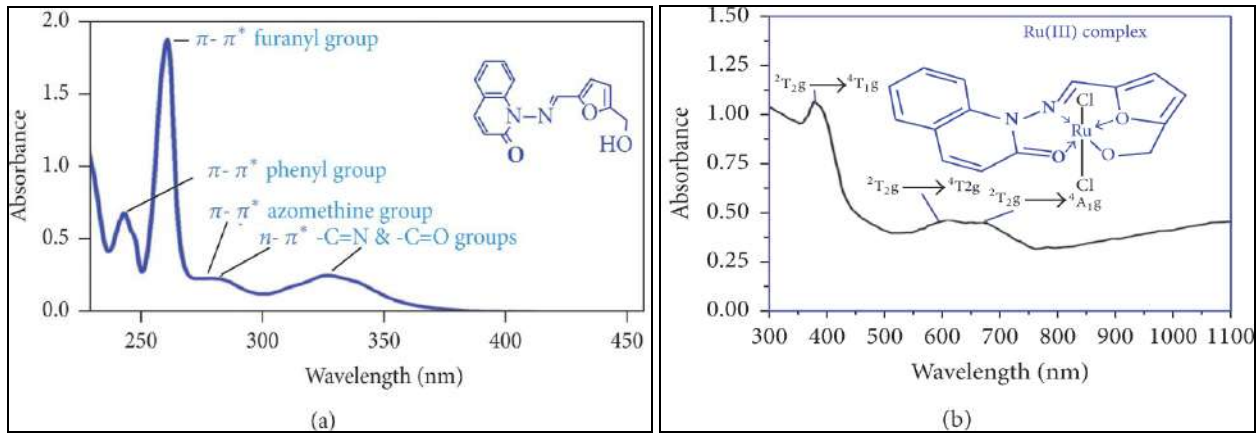 2.0
1.5
1.0
0.5
0.0
Absorbance
π- π* furanyl group
π- π* phenyl group
π- π* azomethine group
n- π* -C=N & -C=O groups
N
N
O
O
HO
250
300
350
400
450
Wavelength (nm)
(a)
1.50
1.25
1.00
0.75
0.50
0.25
0.00
Absorbance
Ru(III) complex
²T₂g → ⁴T₁g
N
N
Cl
O
Ru
O
O
Cl
²T₂g → ⁴T2g
²T₂g → ⁴A₁g
300
400
500
600
700
800
900
1000
1100
Wavelength (nm)
(b)